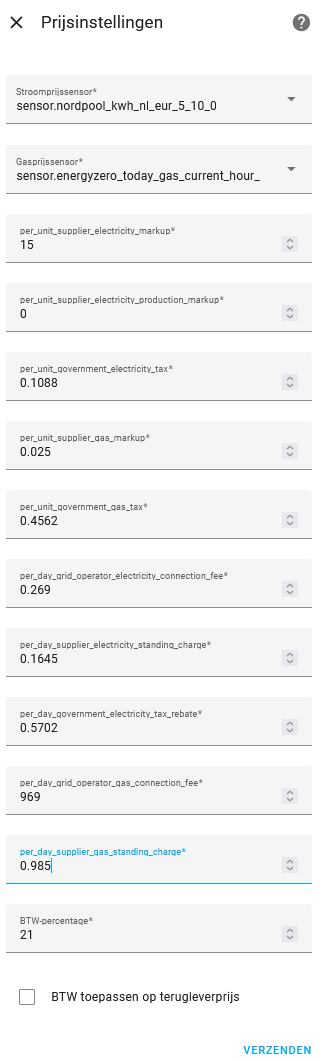 Prijsinstellingen
?
Stroomprijssensor*
sensor.nordpool_kwh_nl_eur_5_10_0
Gasprijssensor*
sensor.energyzero_today_gas_current_hour_
per_unit_supplier_electricity_markup*
15
per_unit_supplier_electricity_production_markup*
0
per_unit_government_electricity_tax*
0.1088
per_unit_supplier_gas_markup*
0.025
per_unit_government_gas_tax*
0.4562
per_day_grid_operator_electricity_connection_fee*
0.269
per_day_supplier_electricity_standing_charge*
0.1645
per_day_government_electricity_tax_rebate*
0.5702
per_day_grid_operator_gas_connection_fee*
969
per_day_supplier_gas_standing_charge*
0.985
BTW-percentage*
21
BTW toepassen op terugleverprijs
VERZENDEN